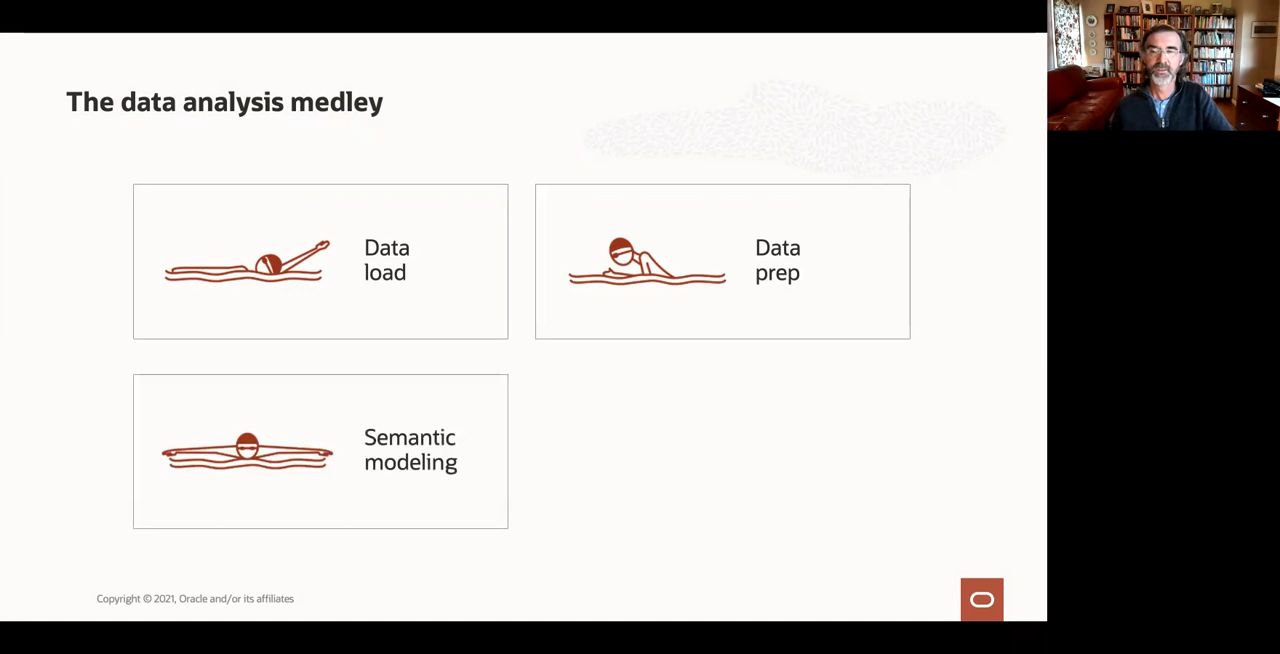 The data analysis medley
Data
load
Data
prep
Semantic
modeling
Copyright © 2021, Oracle and/or its affiliates